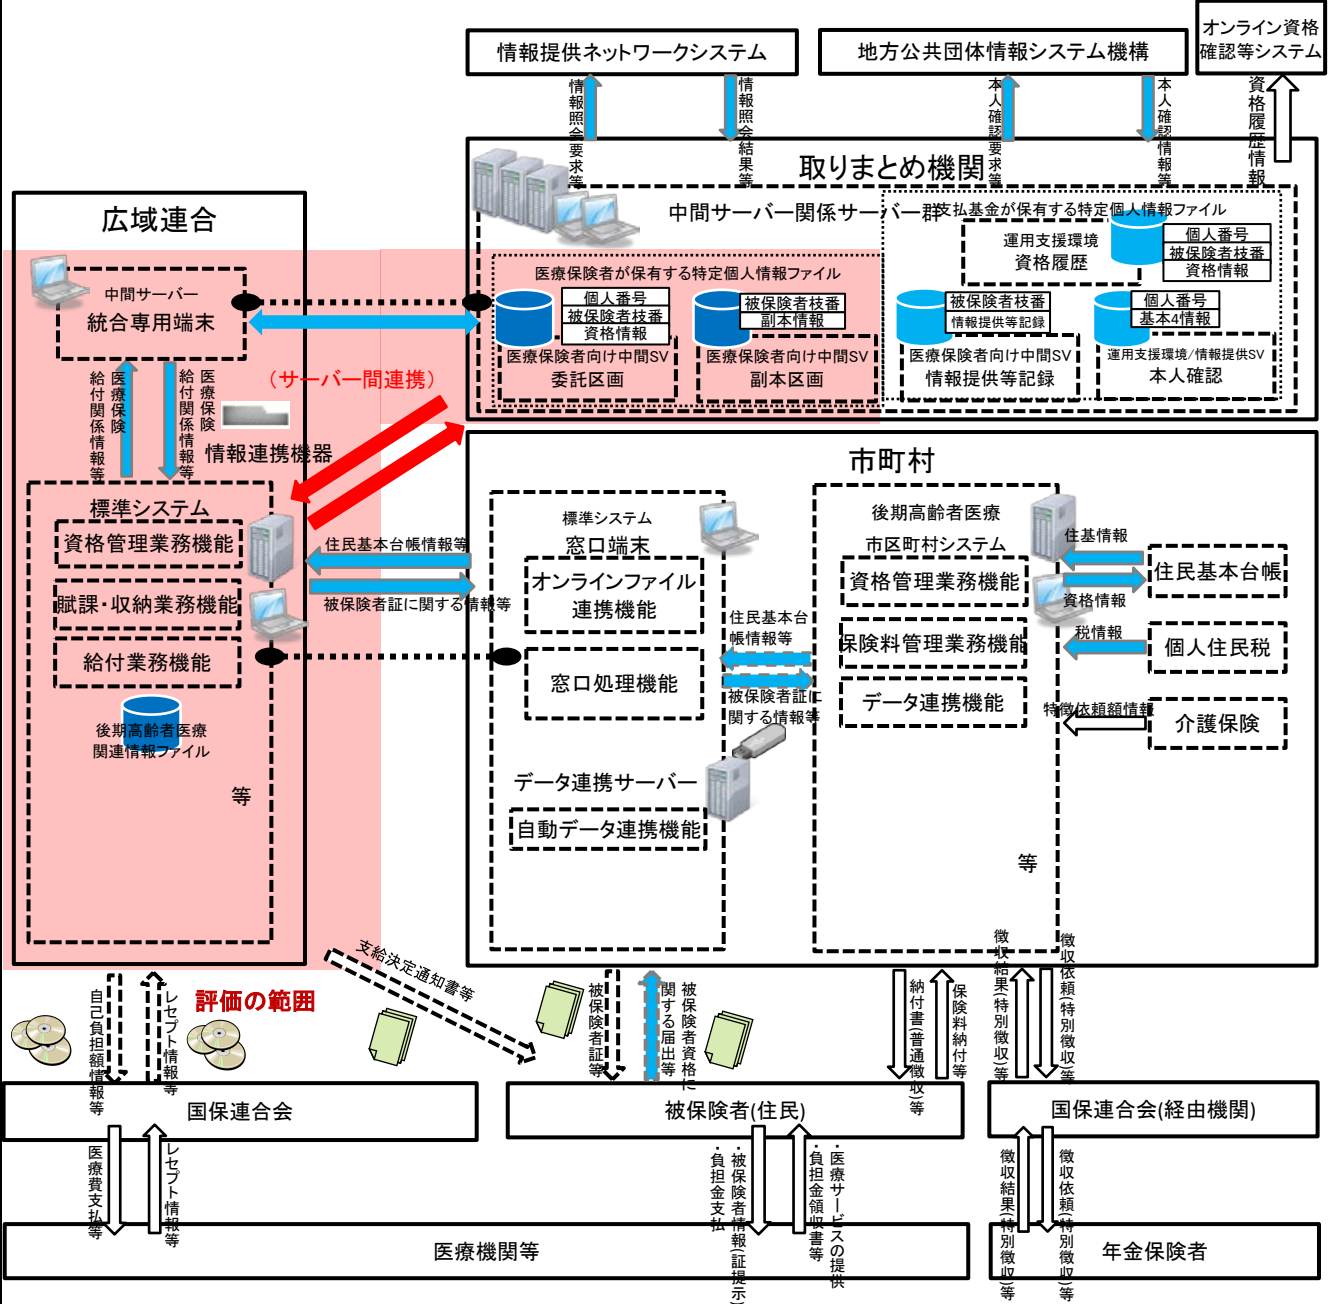 オンライン資格
確認等システム
情報提供ネットワークシステム
地方公共団体情報システム機構
情報照会要求等
情報照会結果等
本人確認要求等
本人確認情報等
資格履歴情報
取りまとめ機関
中間サーバー関係サーバー群
支払基金が保有する特定個人情報ファイル
運用支援環境
資格履歴
個人番号
被保険者枝番
資格情報
医療保険者が保有する特定個人情報ファイル
個人番号
被保険者枝番
資格情報
医療保険者向け中間SV
委託区画
被保険者枝番
副本情報
医療保険者向け中間SV
副本区画
被保険者枝番
情報提供等記録
医療保険者向け中間SV
情報提供等記録
個人番号
基本4情報
運用支援環境/情報提供SV
本人確認
広域連合
中間サーバー
統合専用端末
医療保険
給付関係情報等
医療保険
給付関係情報等
(サーバー間連携)
情報連携機器
標準システム
資格管理業務機能
賦課・収納業務機能
給付業務機能
後期高齢者医療
関連情報ファイル
等
住民基本台帳情報等
被保険者証に関する情報等
市町村
標準システム
窓口端末
オンラインファイル
連携機能
窓口処理機能
データ連携サーバー
自動データ連携機能
住民基本台
帳情報等
被保険者証に
関する情報等
後期高齢者医療
市区町村システム
資格管理業務機能
保険料管理業務機能
データ連携機能
等
住基情報
資格情報
住民基本台帳
税情報
個人住民税
特徴依頼額情報
介護保険
評価の範囲
自己負担額情報等
レセプト情報等
支給決定通知書等
被保険者証等
被保険者資格に
関する届出等
納付書(普通徴収)等
保険料納付等
徴収結果(特別徴収)等
徴収依頼(特別徴収)等
国保連合会
被保険者(住民)
国保連合会(経由機関)
医療費支払等
レセプト情報等
・被保険者情報(証提示)
・負担金支払
・医療サービスの提供
・負担金領収書等
徴収結果(特別徴収)等
徴収依頼(特別徴収)等
医療機関等
年金保険者